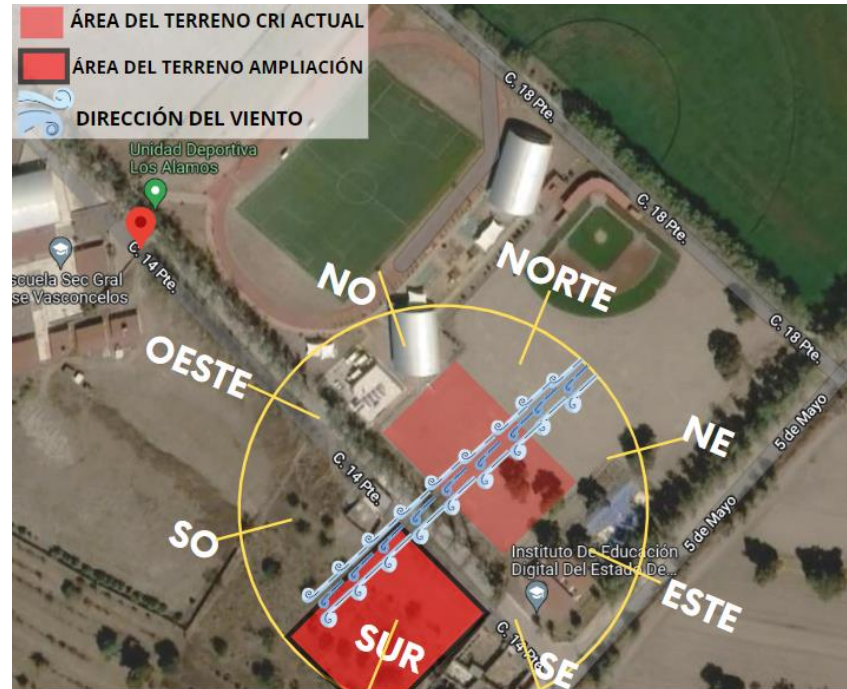 ÁREA DEL TERRENO CRI ACTUAL
ÁREA DEL TERRENO AMPLIACIÓN
DIRECCIÓN DEL VIENTO
Unidad Deportiva
Los Alamos
C. 18 Pte.
C. 18 Pte.
C. 18 Pte.
C. 18 Pte.
C. 14 Pte.
scuela Sec Gral
se Vasconcelos
NO
NORTE
OESTE
NE
5 de Mayo
5 de Mayo
C. 14 Pte.
SO
Instituto De Educación
Digital Del Estado De...
ESTE
SUR
C. 14 Pte.
SE